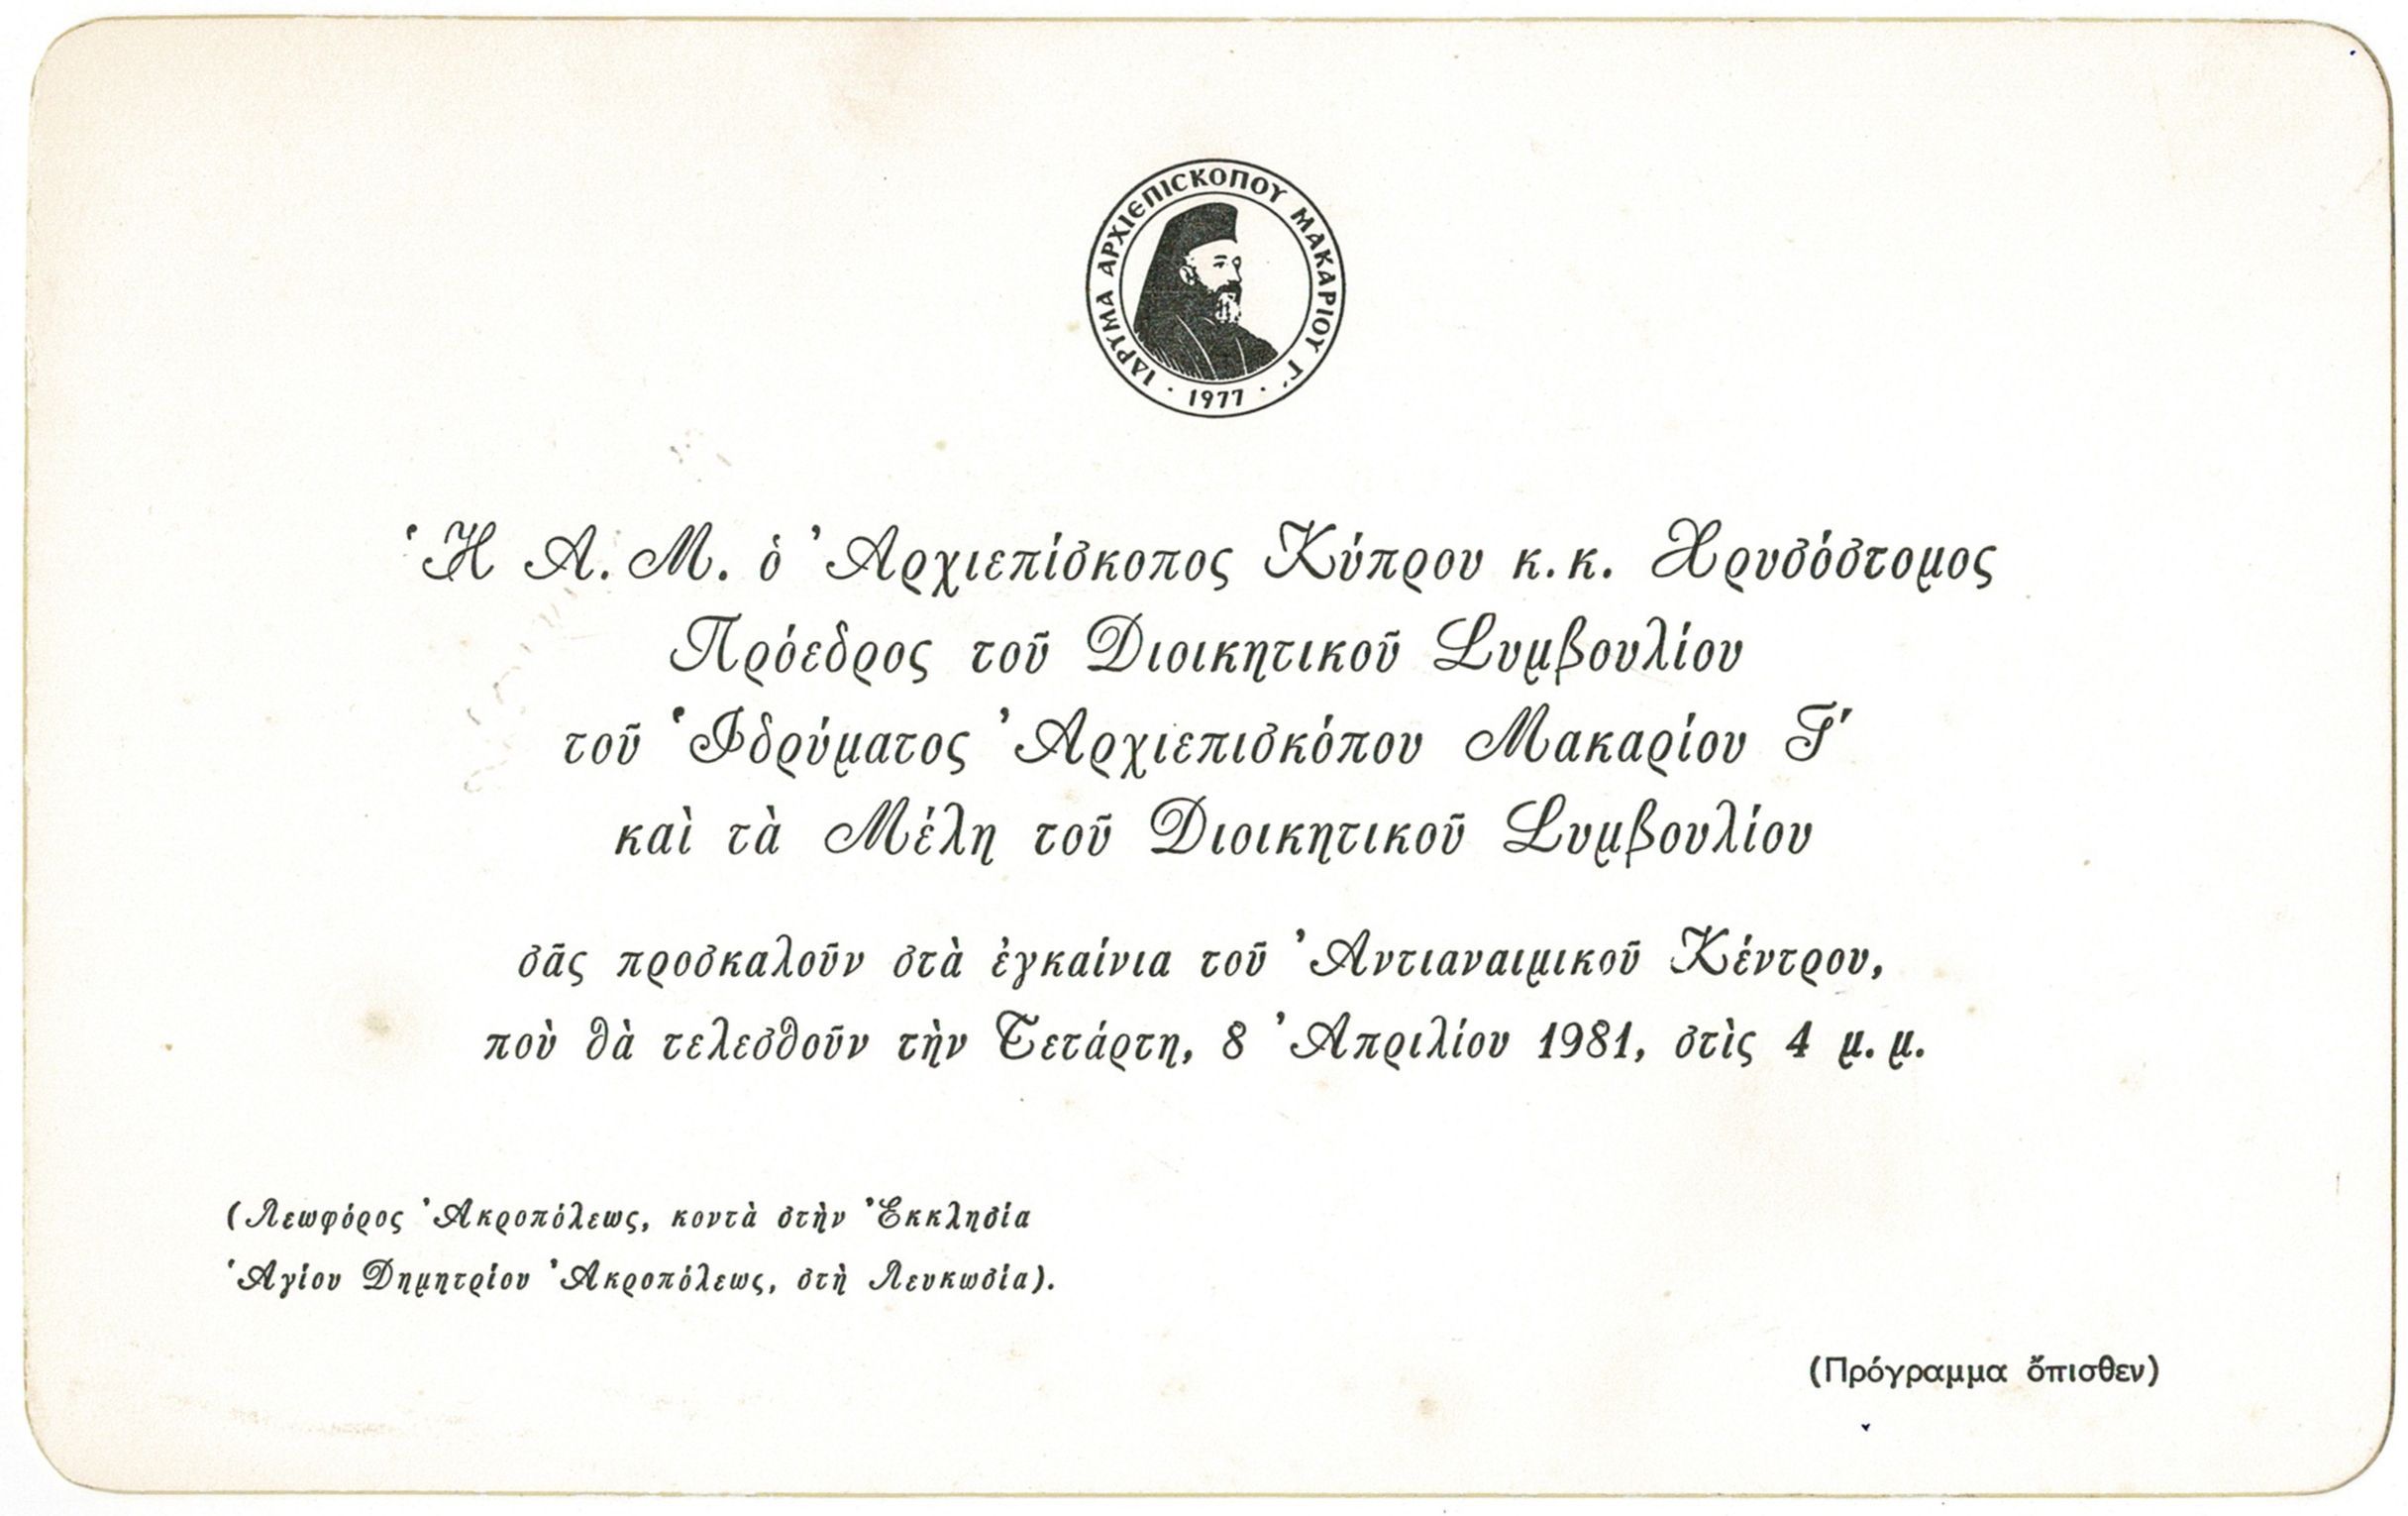 ΙΔΡΥΜΑ ΑΡΧΙΕΠΙCΚΟΠΟΥ ΜΑΚΑΡΙΟΥ Γ΄
· 1977 ·
Ἡ Α.Μ. ὁ Ἀρχιεπίσκοπος Κύπρου κ.κ. Χρυσόστομος
Πρόεδρος τοῦ Διοικητικοῦ Συμβουλίου
τοῦ Ἱδρύματος Ἀρχιεπισκόπου Μακαρίου Γ΄
καὶ τὰ Μέλη τοῦ Διοικητικοῦ Συμβουλίου
σᾶς προσκαλοῦν στὰ ἐγκαίνια τοῦ Ἀντιαναιμικοῦ Κέντρου,
ποὺ θὰ τελεσθοῦν τὴν Τετάρτη, 8 Ἀπριλίου 1981, στὶς 4 μ.μ.
(Λεωφόρος Ἀκροπόλεως, κοντὰ στὴν Ἐκκλησία
Ἁγίου Δημητρίου Ἀκροπόλεως, στὴ Λευκωσία).
(Πρόγραμμα ὄπισθεν)